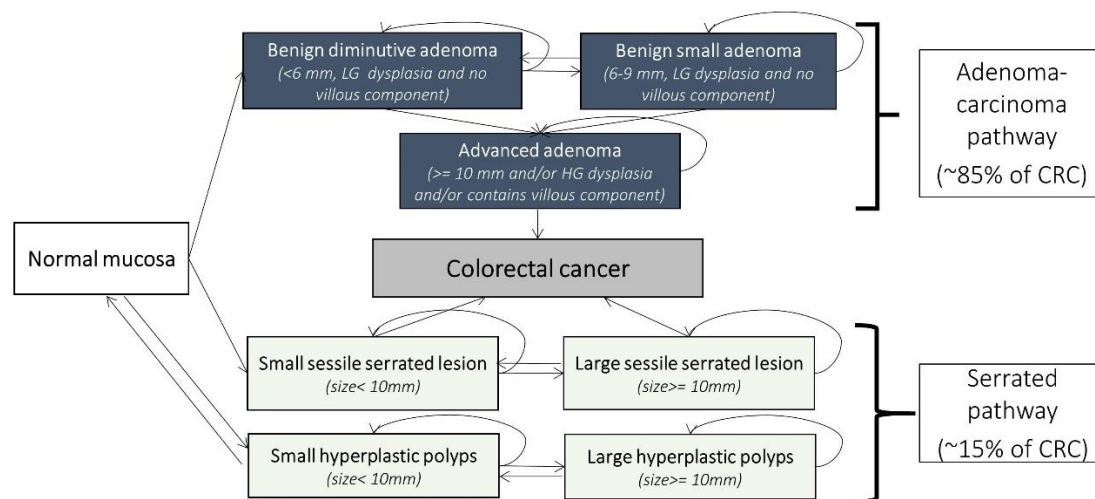 Benign diminutive adenoma
(<6 mm, LG dysplasia and no
villous component)
Benign small adenoma
(6-9 mm, LG dysplasia and no
villous component)
Adenoma-
carcinoma
pathway
(~85% of CRC)
Advanced adenoma
(>= 10 mm and/or HG dysplasia
and/or contains villous component)
Normal mucosa
Colorectal cancer
Small sessile serrated lesion
(size< 10mm)
Large sessile serrated lesion
(size>= 10mm)
Serrated
pathway
(~15% of CRC)
Small hyperplastic polyps
(size< 10mm)
Large hyperplastic polyps
(size>= 10mm)